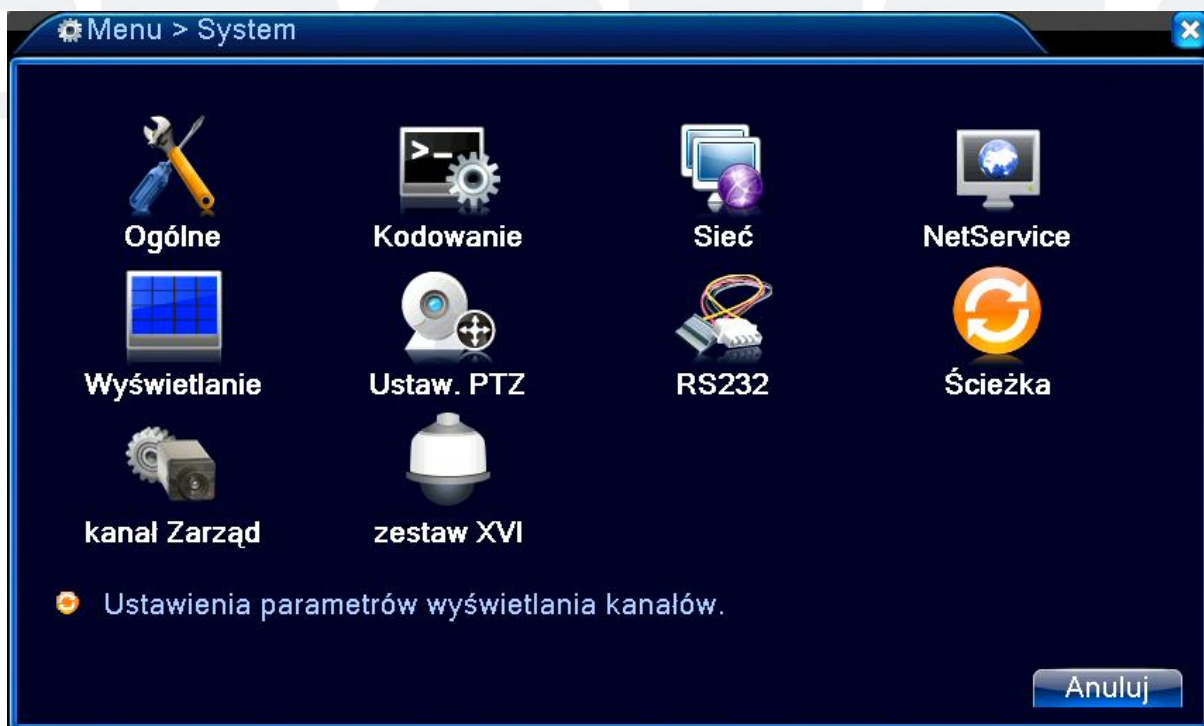 Menu > System
Ogólne Kodowanie Sieć NetService
Wyświetlanie Ustaw. PTZ RS232 Ścieżka
kanał Zarząd zestaw XVI
Ustawienia parametrów wyświetlania kanałów.
Anuluj